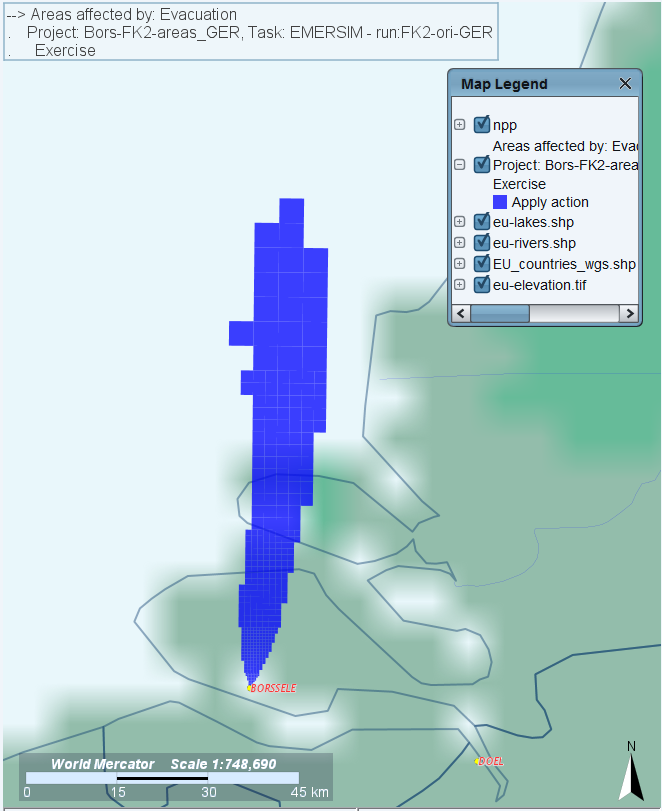 --> Areas affected by: Evacuation
. Project: Bors-FK2-areas_GER, Task: EMERSIM - run:FK2-ori-GER
. Exercise
Map Legend
npp
Areas affected by: Eva
Project: Bors-FK2-area
Exercise
Apply action
eu-lakes.shp
eu-rivers.shp
EU_countries_wgs.shp
eu-elevation.tif
BORSSELE
DOEL
N
World Mercator Scale 1:748,690
0 15 30 45 km